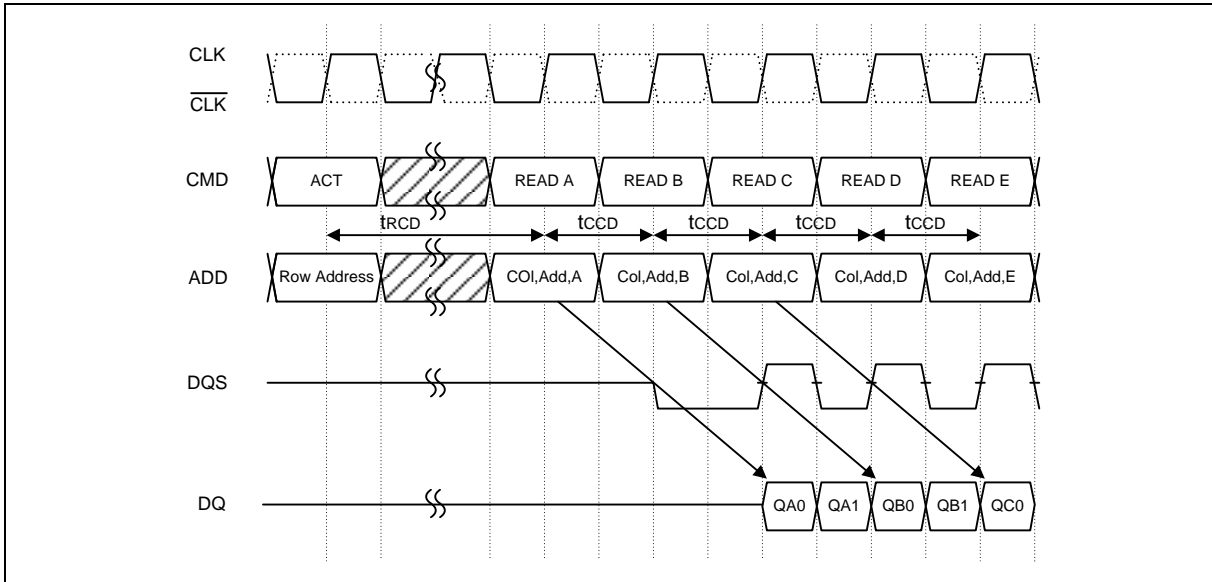 CLK
CLK
CMD ACT READ A READ B READ C READ D READ E
tRCD tCCD tCCD tCCD tCCD
ADD Row Address COl,Add,A Col,Add,B Col,Add,C Col,Add,D Col,Add,E
DQS
DQ QA0 QA1 QB0 QB1 QC0